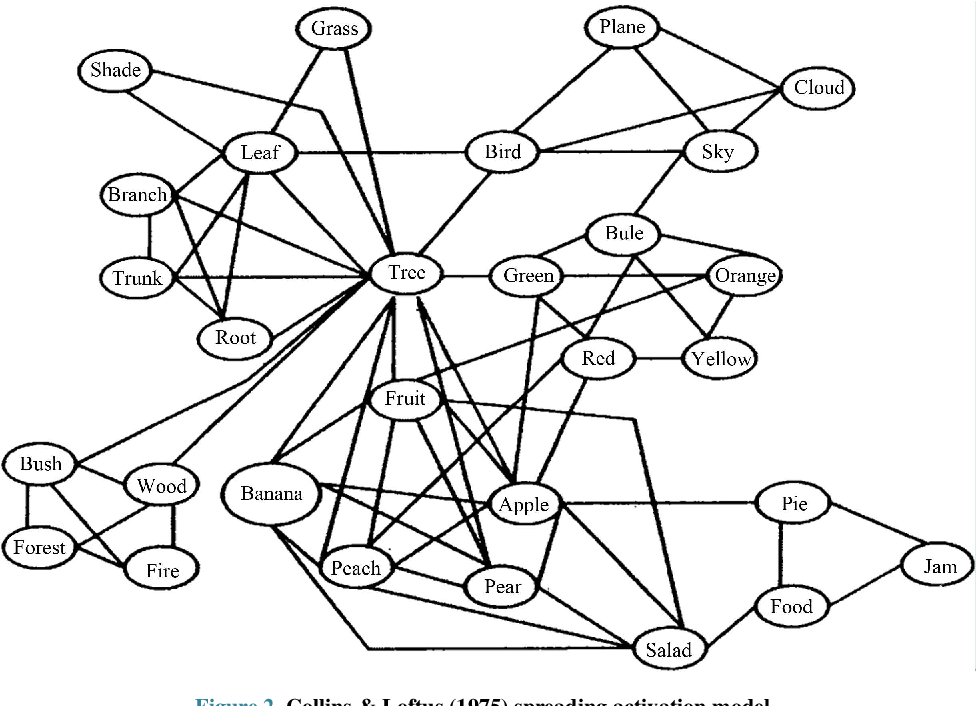 Grass
Plane
Shade
Cloud
Leaf
Bird
Sky
Branch
Bule
Trunk
Tree
Green
Orange
Root
Red
Yellow
Fruit
Bush
Wood
Banana
Apple
Pie
Forest
Fire
Peach
Pear
Jam
Food
Salad
Figure 2. Collins & Loftus (1975) spreading activation model